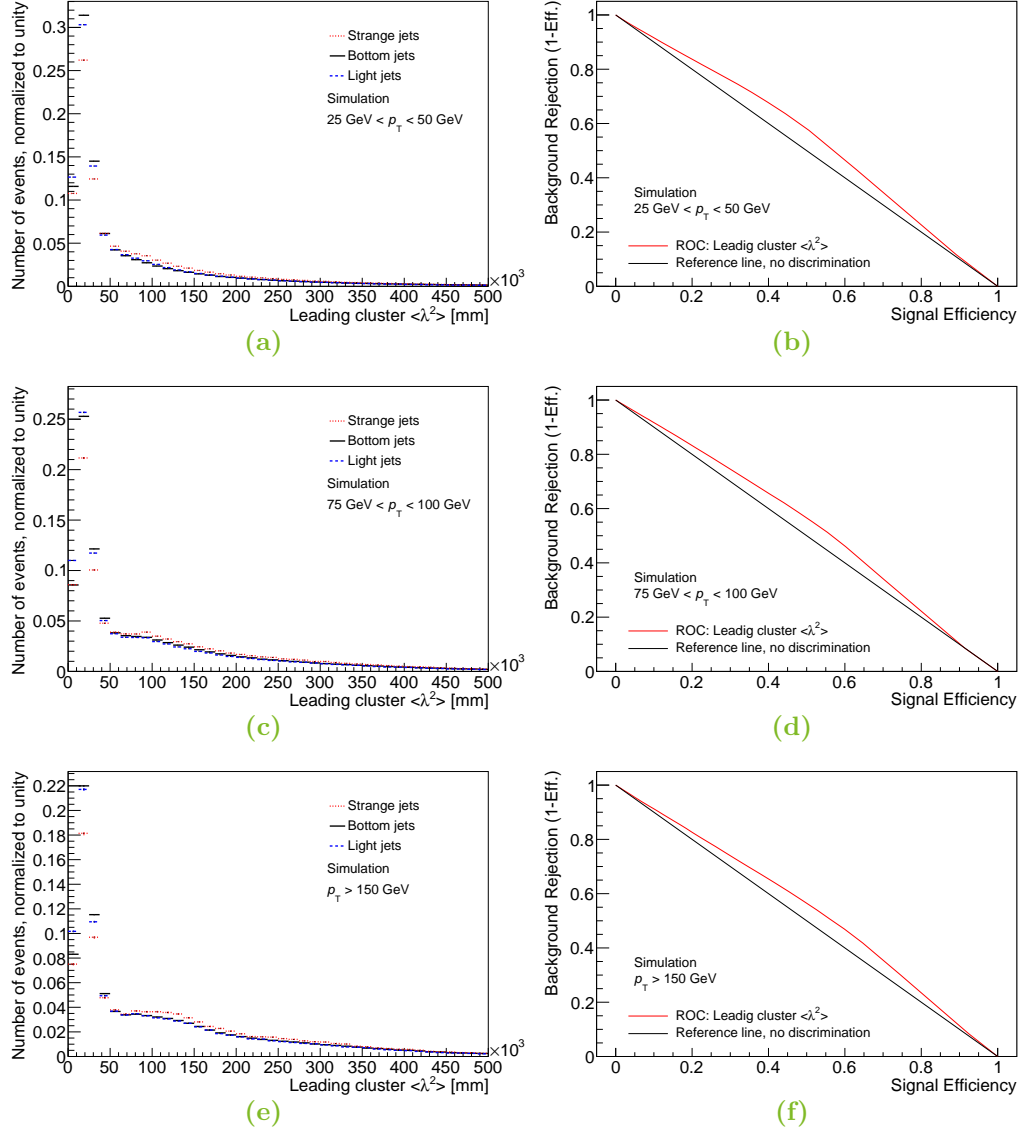 Number of events, normalized to unity
0.3
0.25
0.2
0.15
0.1
0.05
0
Strange jets
Bottom jets
Light jets
Simulation
25 GeV < p_T < 50 GeV
0 50 100 150 200 250 300 350 400 450 500
×10³
Leading cluster <λ²> [mm]
(a)
Background Rejection (1-Eff.)
1
0.8
0.6
0.4
0.2
0
Simulation
25 GeV < p_T < 50 GeV
ROC: Leadig cluster <λ²>
Reference line, no discrimination
0 0.2 0.4 0.6 0.8 1
Signal Efficiency
(b)
Number of events, normalized to unity
0.25
0.2
0.15
0.1
0.05
0
Strange jets
Bottom jets
Light jets
Simulation
75 GeV < p_T < 100 GeV
0 50 100 150 200 250 300 350 400 450 500
×10³
Leading cluster <λ²> [mm]
(c)
Background Rejection (1-Eff.)
1
0.8
0.6
0.4
0.2
0
Simulation
75 GeV < p_T < 100 GeV
ROC: Leadig cluster <λ²>
Reference line, no discrimination
0 0.2 0.4 0.6 0.8 1
Signal Efficiency
(d)
Number of events, normalized to unity
0.22
0.2
0.18
0.16
0.14
0.12
0.1
0.08
0.06
0.04
0.02
0
Strange jets
Bottom jets
Light jets
Simulation
p_T > 150 GeV
0 50 100 150 200 250 300 350 400 450 500
×10³
Leading cluster <λ²> [mm]
(e)
Background Rejection (1-Eff.)
1
0.8
0.6
0.4
0.2
0
Simulation
p_T > 150 GeV
ROC: Leadig cluster <λ²>
Reference line, no discrimination
0 0.2 0.4 0.6 0.8 1
Signal Efficiency
(f)